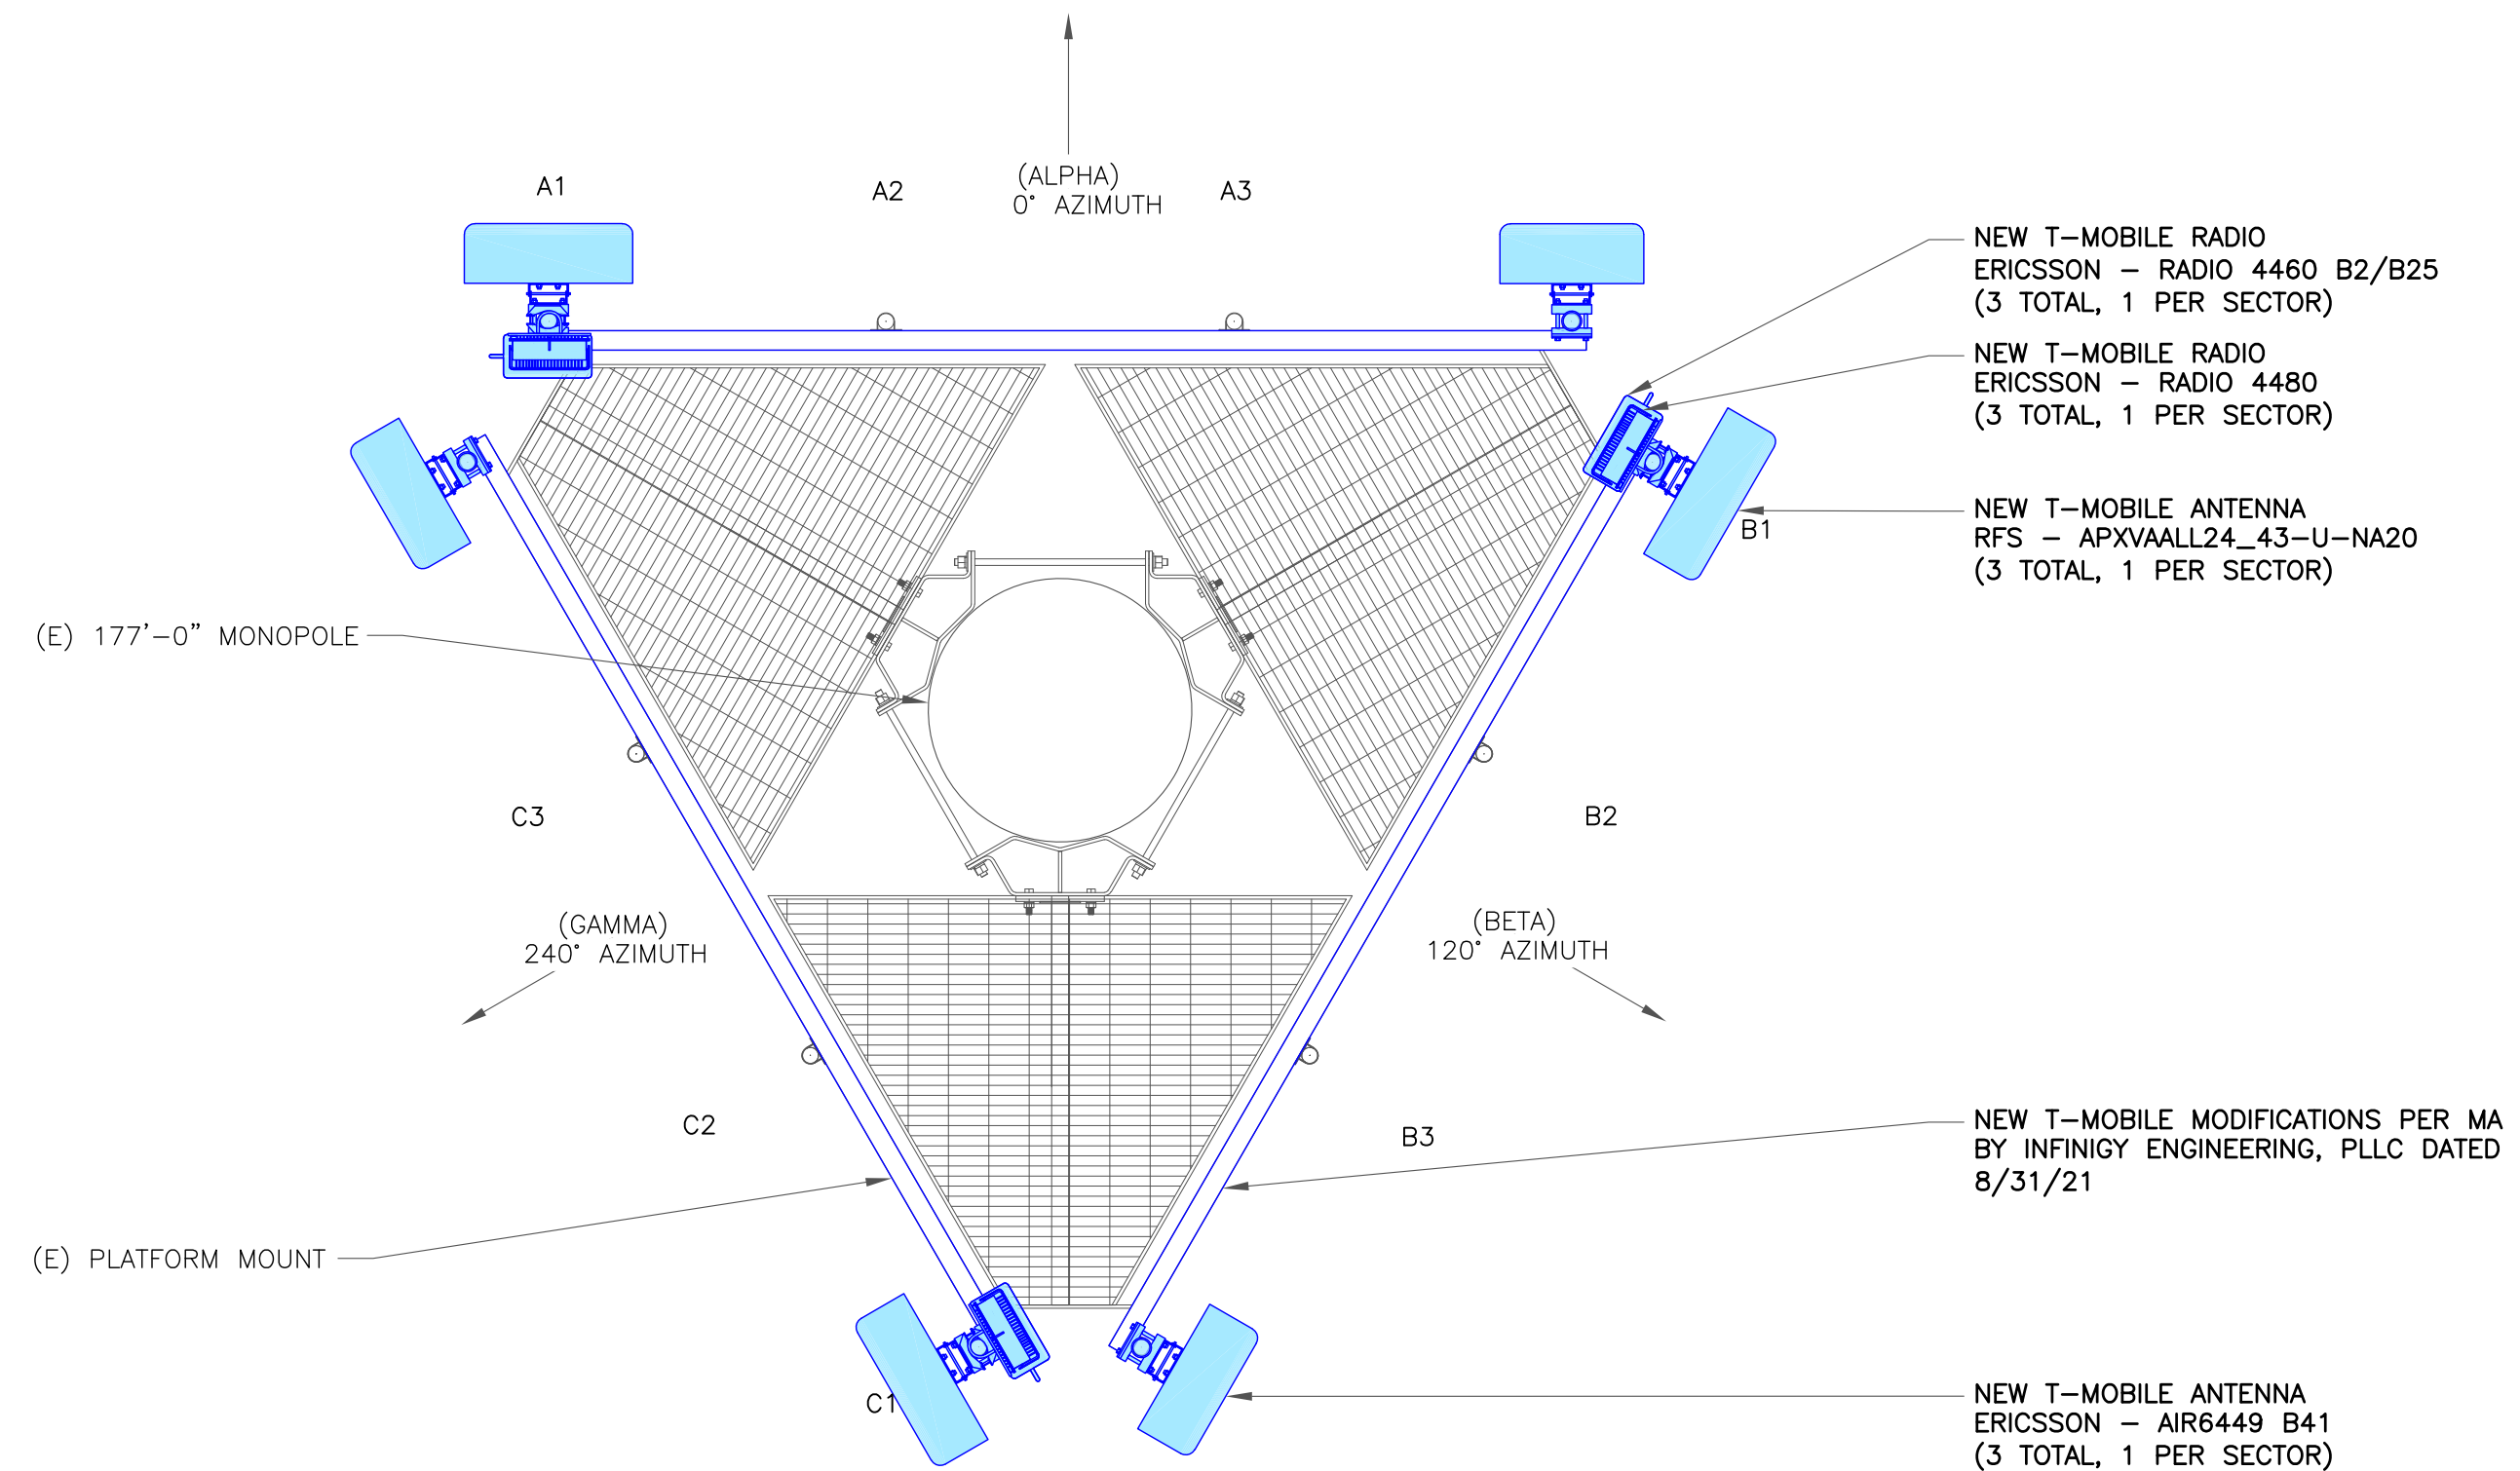 (ALPHA)
0° AZIMUTH
A1
A2
A3
NEW T-MOBILE RADIO
ERICSSON - RADIO 4460 B2/B25
(3 TOTAL, 1 PER SECTOR)
NEW T-MOBILE RADIO
ERICSSON - RADIO 4480
(3 TOTAL, 1 PER SECTOR)
NEW T-MOBILE ANTENNA
RFS - APXVAALL24_43-U-NA20
(3 TOTAL, 1 PER SECTOR)
B1
(E) 177'-0" MONOPOLE
C3
B2
(GAMMA)
240° AZIMUTH
(BETA)
120° AZIMUTH
C2
B3
NEW T-MOBILE MODIFICATIONS PER MA
BY INFINIGY ENGINEERING, PLLC DATED
8/31/21
(E) PLATFORM MOUNT
C1
NEW T-MOBILE ANTENNA
ERICSSON - AIR6449 B41
(3 TOTAL, 1 PER SECTOR)